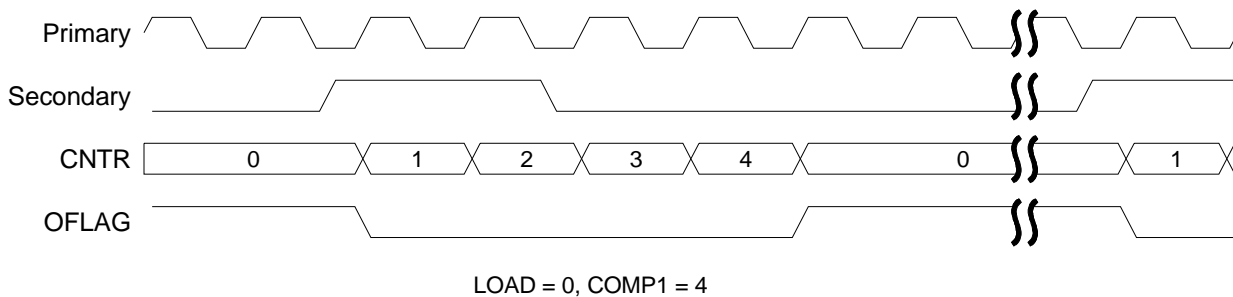 Primary
Secondary
CNTR 0 1 2 3 4 0 1
OFLAG
LOAD = 0, COMP1 = 4